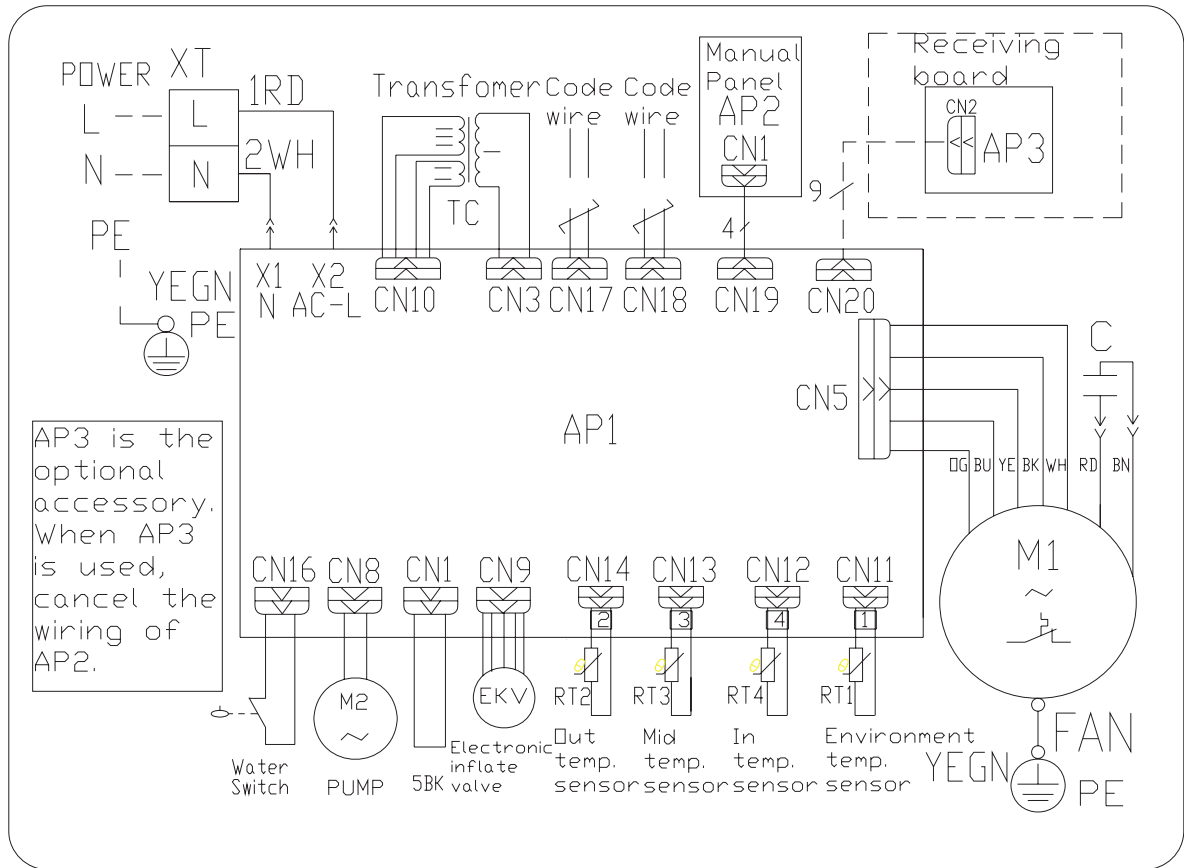 POWER XT
L L 1RD
N N 2WH
PE
YEGN
PE
Transfomer
TC
Code
wire
Code
wire
Manual
Panel
AP2
CN1
4
Receiving
board
CN2
AP3
9
X1 X2
N AC-L
CN10 CN3 CN17 CN18 CN19 CN20
CN5
AP1
C
OG BU YE BK WH RD BN
M1
~
FAN
YEGN
PE
AP3 is the
optional
accessory.
When AP3
is used,
cancel the
wiring of
AP2.
CN16 CN8 CN1 CN9 CN14 CN13 CN12 CN11
2 3 4 1
RT2 RT3 RT4 RT1
M2
~
EKV
Water
Switch
PUMP
5BK
Electronic
inflate
valve
Out
temp.
sensor
Mid
temp.
sensor
In
temp.
sensor
Environment
temp.
sensor